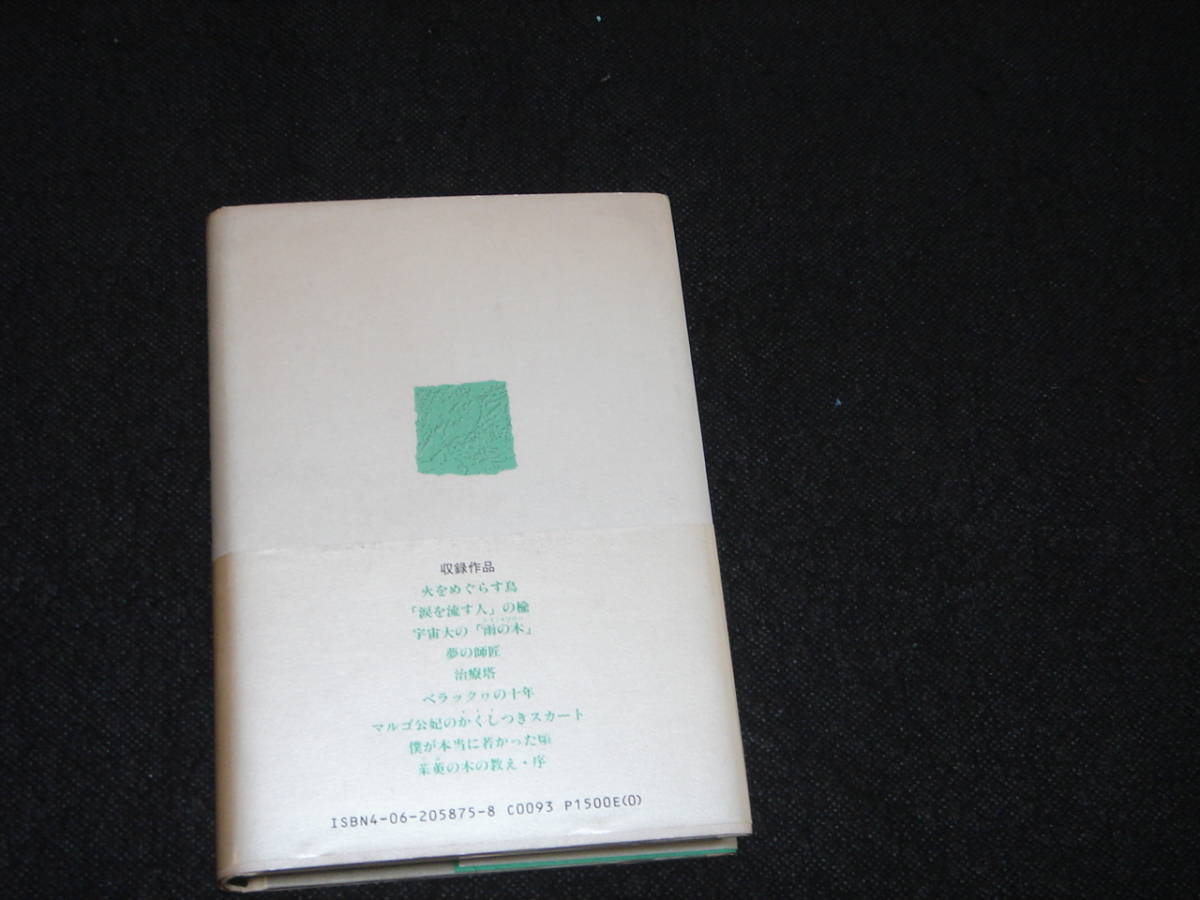 収録作品
火をめぐらす鳥
「涙を流す人」の楡
宇宙大の「雨の木」
夢の師匠
治療塔
ベラックヮの十年
マルゴ公妃のかくしつきスカート
僕が本当に若かった頃
茱萸の木の教え・序
ISBN4-06-205875-8 C0093 P1500E(0)